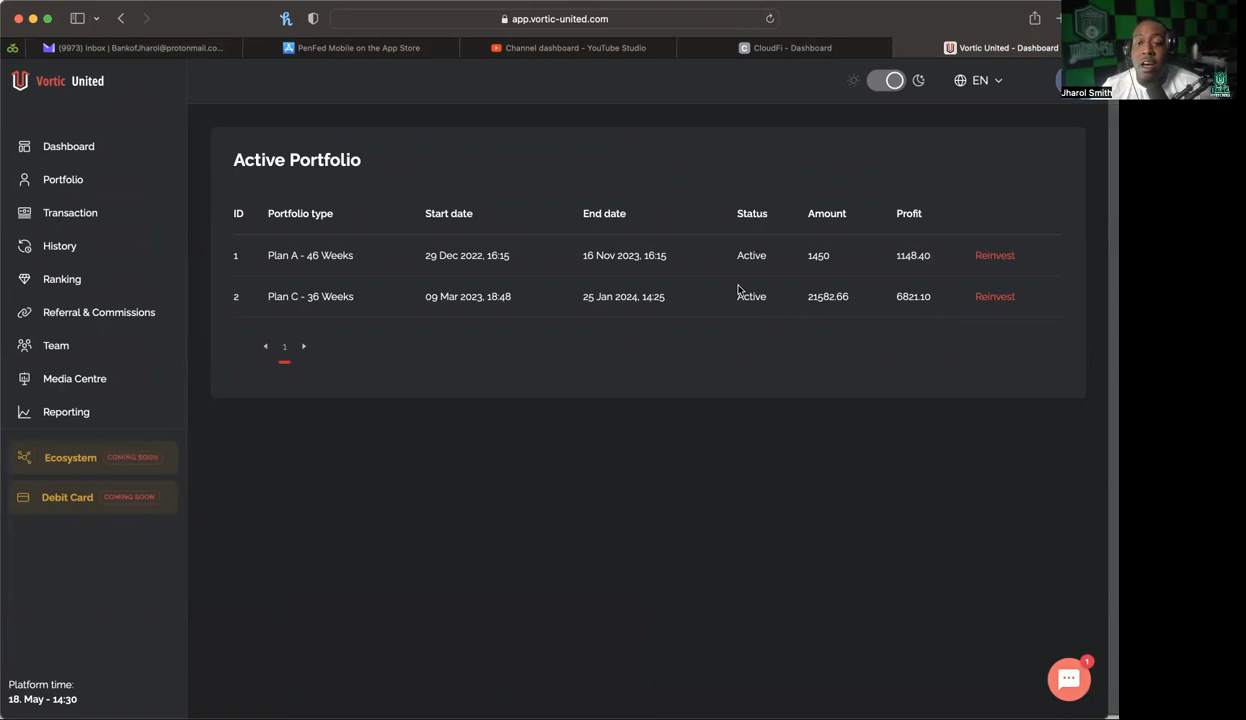 app.vortic-united.com
(9973) Inbox | BankofJharol@protonmail.co...
PenFed Mobile on the App Store
Channel dashboard - YouTube Studio
C CloudFi - Dashboard
Vortic United - Dashboard
Jharol Smith
Vortic United
EN
Dashboard
Portfolio
Transaction
History
Ranking
Referral & Commissions
Team
Media Centre
Reporting
Ecosystem COMING SOON
Debit Card COMING SOON
Platform time:
18. May - 14:30
Active Portfolio
ID Portfolio type Start date End date Status Amount Profit
1 Plan A - 46 Weeks 29 Dec 2022, 16:15 16 Nov 2023, 16:15 Active 1450 1148.40 Reinvest
2 Plan C - 36 Weeks 09 Mar 2023, 18:48 25 Jan 2024, 14:25 Active 21582.66 6821.10 Reinvest
1
1